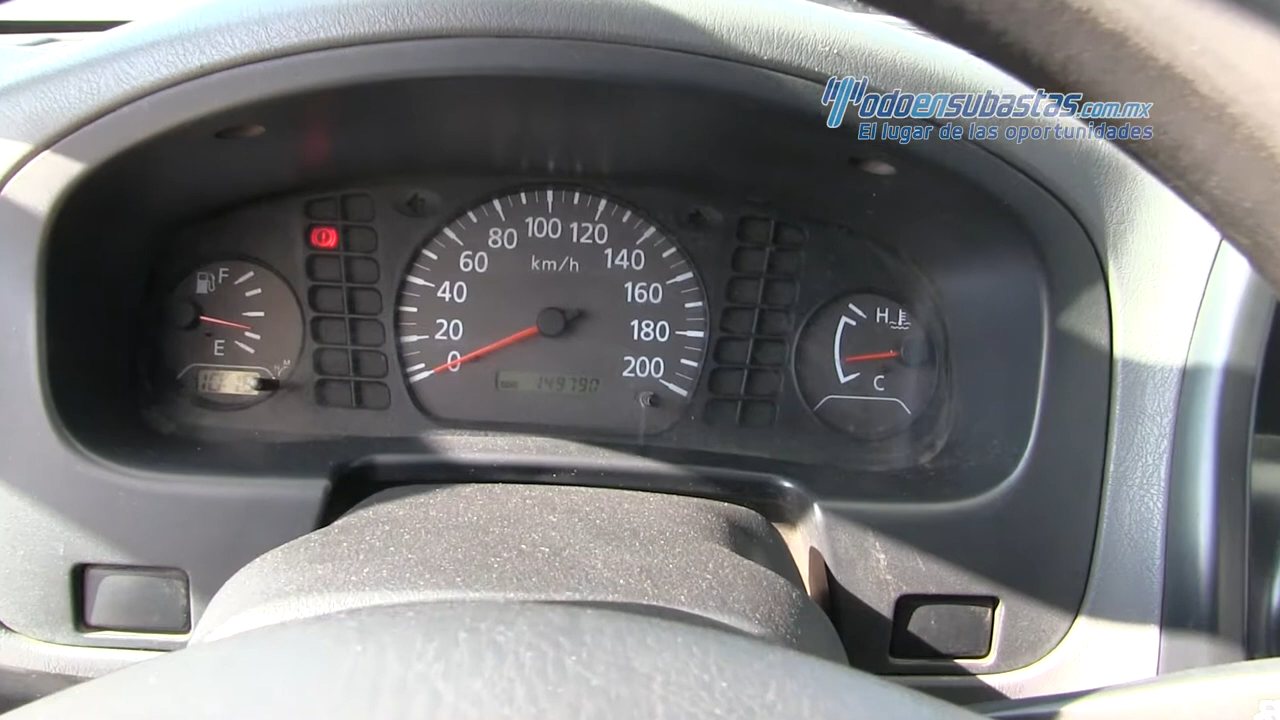 Todoensubastas.com.mx
El lugar de las oportunidades
F
E
0
20
40
60
80
100
120
140
160
180
200
km/h
149790
H
C